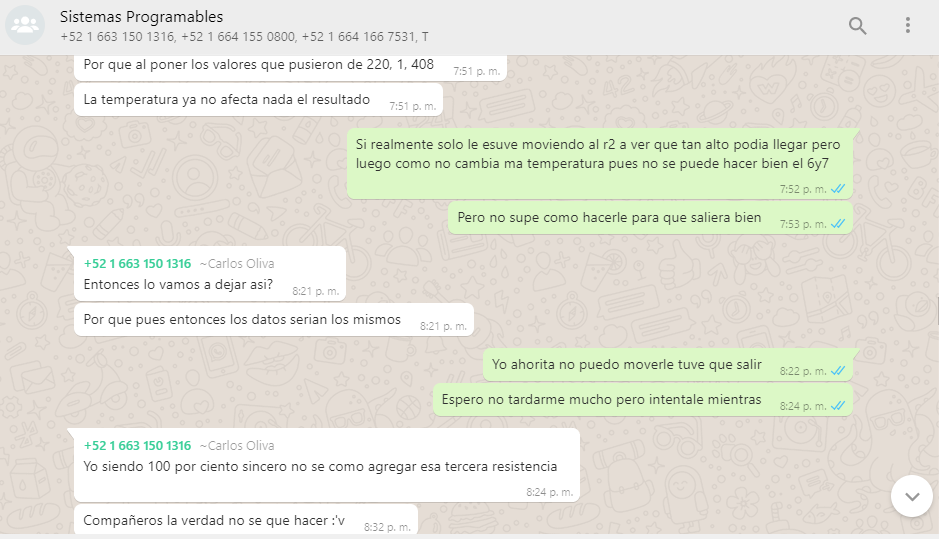 Sistemas Programables
+52 1 663 150 1316, +52 1 664 155 0800, +52 1 664 166 7531, T
Por que al poner los valores que pusieron de 220, 1, 408
7:51 p. m.
La temperatura ya no afecta nada el resultado
7:51 p. m.
Si realmente solo le esuve moviendo al r2 a ver que tan alto podia llegar pero
luego como no cambia ma temperatura pues no se puede hacer bien el 6y7
7:52 p. m.
Pero no supe como hacerle para que saliera bien
7:53 p. m.
+52 1 663 150 1316 ~Carlos Oliva
Entonces lo vamos a dejar asi?
8:21 p. m.
Por que pues entonces los datos serian los mismos
8:21 p. m.
Yo ahorita no puedo moverle tuve que salir
8:22 p. m.
Espero no tardarme mucho pero intentale mientras
8:24 p. m.
+52 1 663 150 1316 ~Carlos Oliva
Yo siendo 100 por ciento sincero no se como agregar esa tercera resistencia
8:24 p. m.
Compañeros la verdad no se que hacer :'v
8:32 p. m.